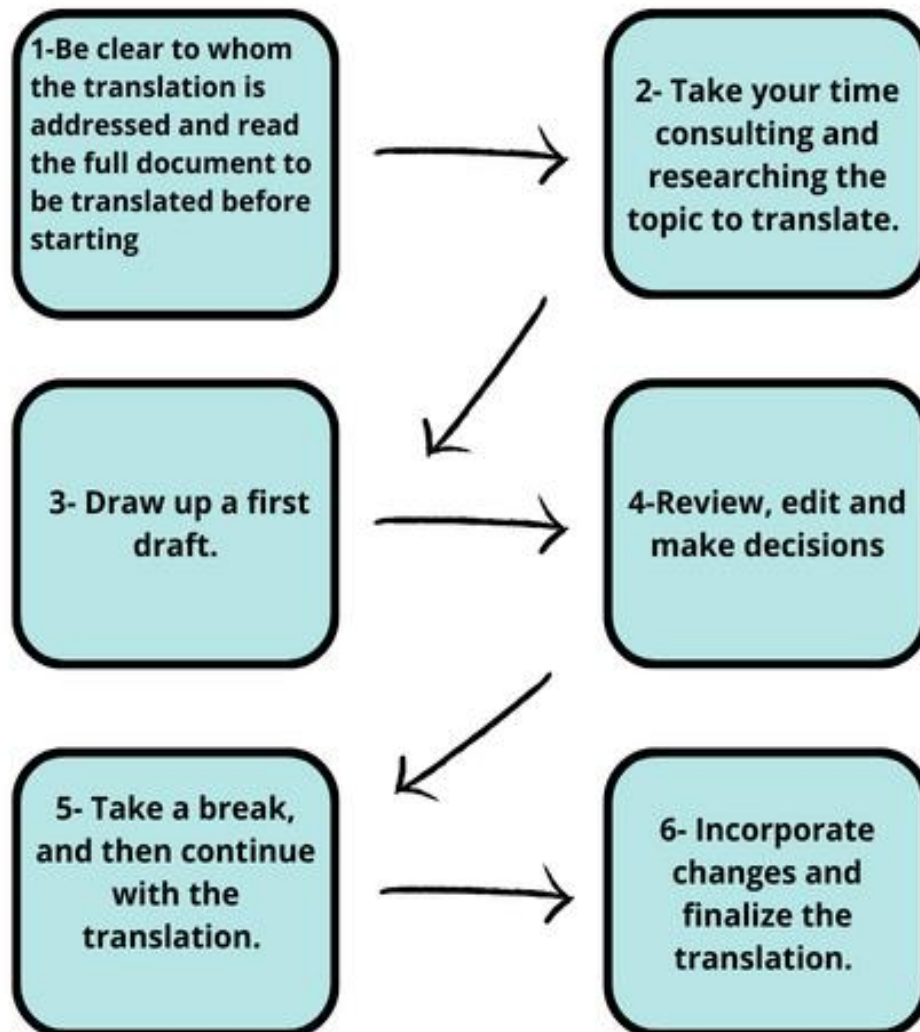 1-Be clear to whom
the translation is
addressed and read
the full document to
be translated before
starting
2- Take your time
consulting and
researching the
topic to translate.
3- Draw up a first
draft.
4-Review, edit and
make decisions
5- Take a break,
and then continue
with the
translation.
6- Incorporate
changes and
finalize the
translation.